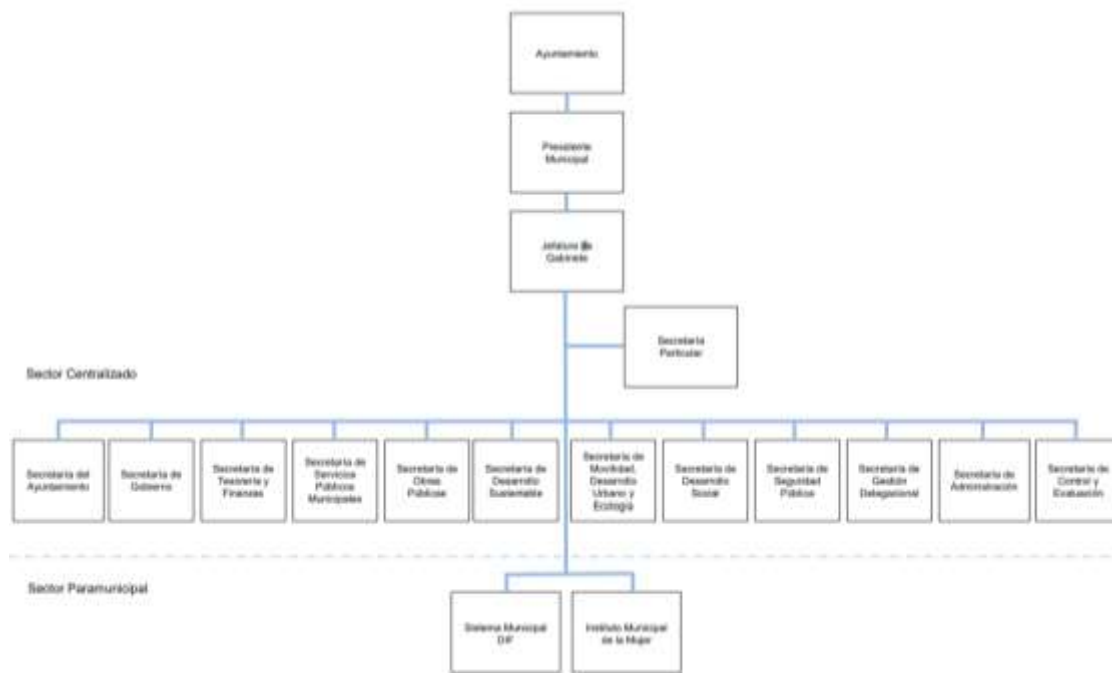 Ayuntamiento
Presidente
Municipal
Jefatura de
Gabinete
Secretaría
Particular
Sector Centralizado
Secretaría del
Ayuntamiento
Secretaría de
Gobierno
Secretaría de
Tesorería y
Finanzas
Secretaría de
Servicios
Públicos
Municipales
Secretaría de
Obras
Públicas
Secretaría de
Desarrollo
Sustentable
Secretaría de
Movilidad,
Desarrollo
Urbano y
Ecología
Secretaría de
Desarrollo
Social
Secretaría de
Seguridad
Pública
Secretaría de
Gestión
Delegacional
Secretaría de
Administración
Secretaría de
Control y
Evaluación
Sector Paramunicipal
Sistema Municipal
DIF
Instituto Municipal
de la Mujer